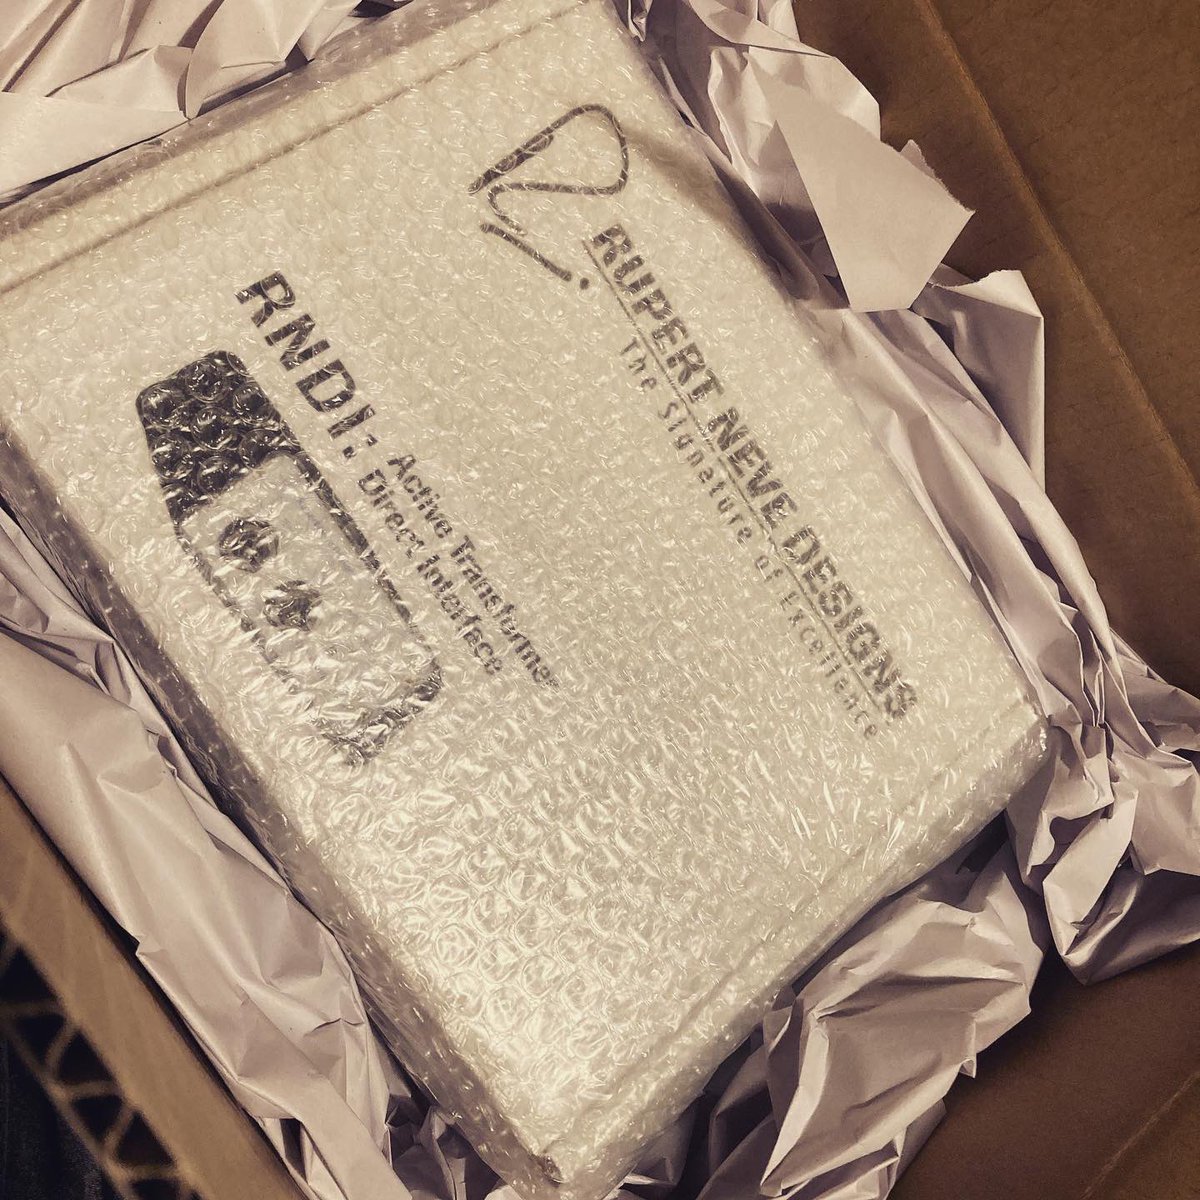 RUPERT NEVE DESIGNS
The Signature of Excellence
RNDI:
Active Transformer
Direct Interface